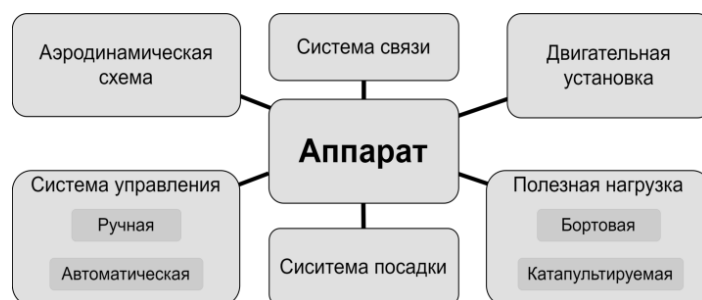 Аэродинамическая
схема
Система связи
Двигательная
установка
Аппарат
Система управления
Ручная
Автоматическая
Сиситема посадки
Полезная нагрузка
Бортовая
Катапультируемая